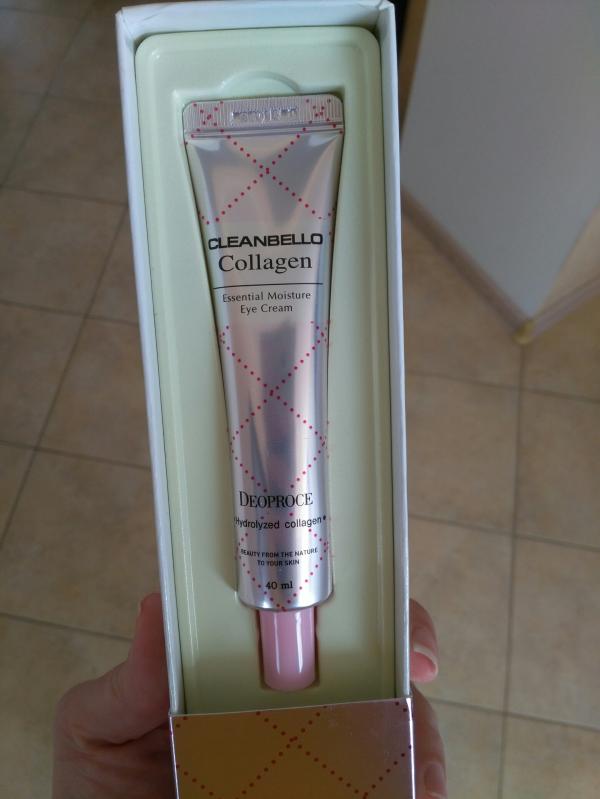 CLEANBELLO
Collagen
Essential Moisture
Eye Cream
DEOPROCE
Hydrolyzed collagen
BEAUTY FROM THE NATURE
TO YOUR SKIN
40 ml